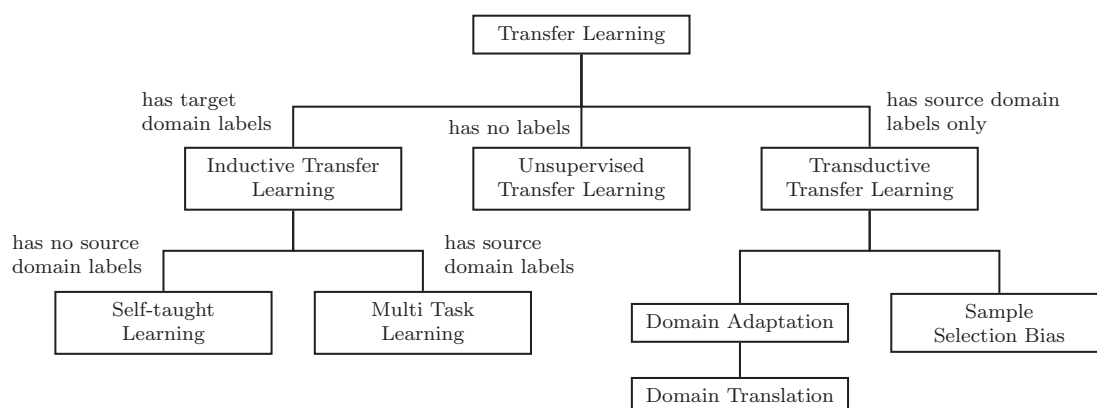 Transfer Learning
has target
domain labels
has no labels
has source domain
labels only
Inductive Transfer
Learning
Unsupervised
Transfer Learning
Transductive
Transfer Learning
has no source
domain labels
has source
domain labels
Self-taught
Learning
Multi Task
Learning
Domain Adaptation
Sample
Selection Bias
Domain Translation